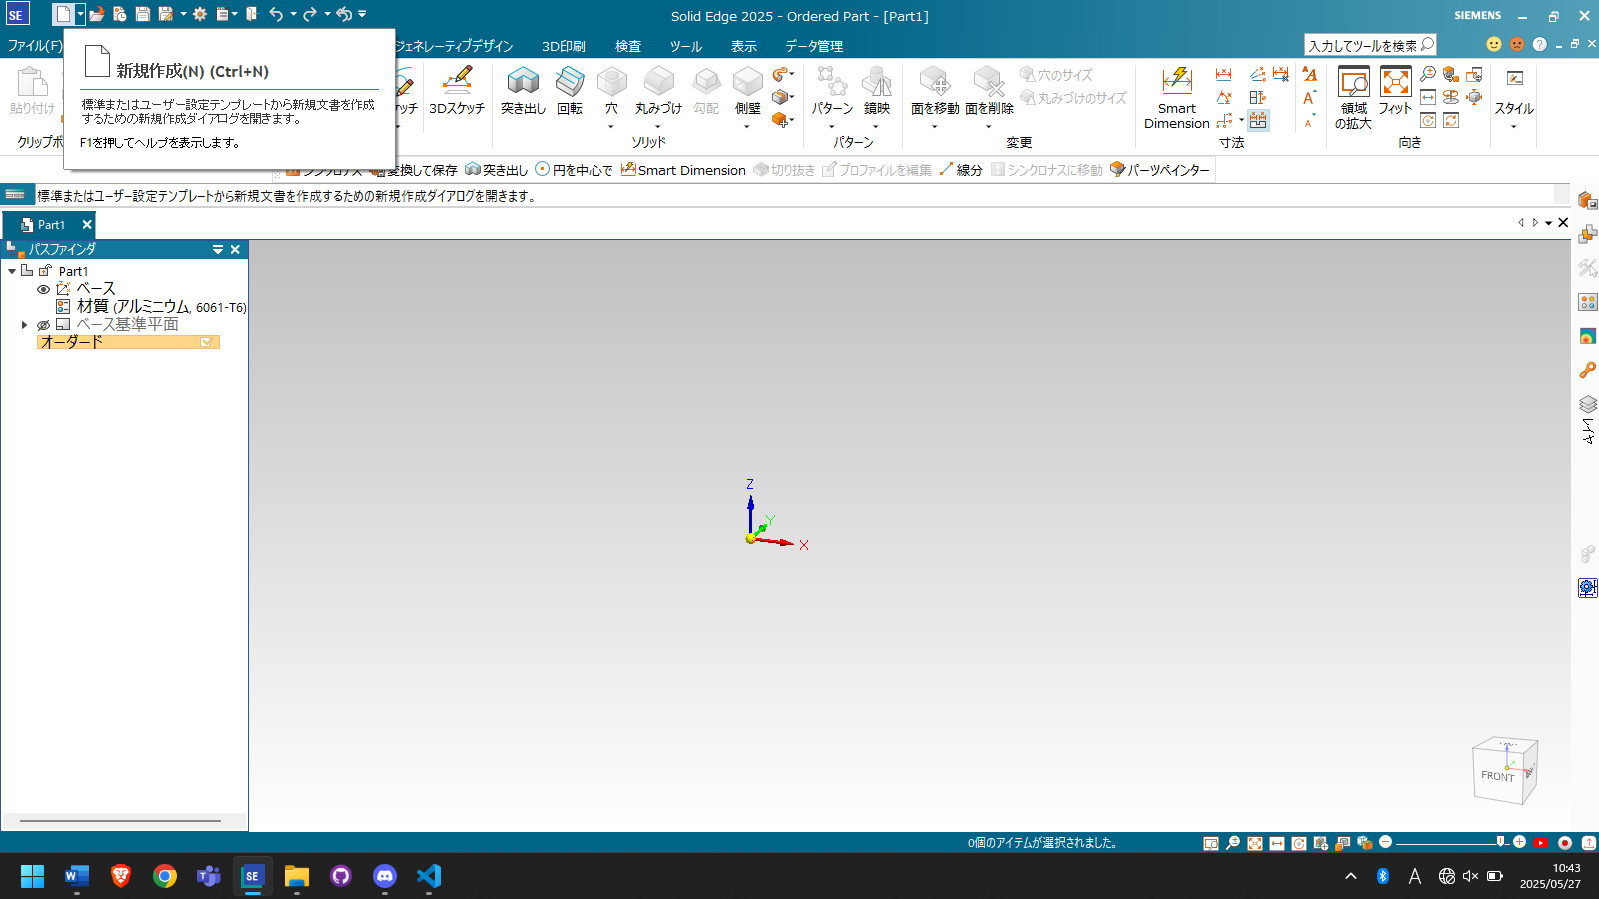 SE
Solid Edge 2025 - Ordered Part - [Part1]
SIEMENS
ファイル(F)
ジェネレーティブデザイン 3D印刷 検査 ツール 表示 データ管理
入力してツールを検索
新規作成(N) (Ctrl+N)
標準またはユーザー設定テンプレートから新規文書を作成
するための新規作成ダイアログを開きます。
F1を押してヘルプを表示します。
貼り付け
クリップボ
ケッチ
3Dスケッチ
突き出し
回転
穴
丸みづけ
勾配
側壁
ソリッド
パターン
鏡映
パターン
面を移動
面を削除
穴のサイズ
丸みづけのサイズ
変更
Smart
Dimension
寸法
領域
の拡大
フィット
向き
スタイル
シンクロナス 変換して保存 突き出し 円を中心で Smart Dimension 切り抜き プロファイルを編集 線分 シンクロナスに移動 パーツペインター
標準またはユーザー設定テンプレートから新規文書を作成するための新規作成ダイアログを開きます。
Part1
パスファインダ
Part1
ベース
材質 (アルミニウム, 6061-T6)
ベース基準平面
オーダード
Z
Y
X
FRONT
0個のアイテムが選択されました。
SE
A
10:43
2025/05/27